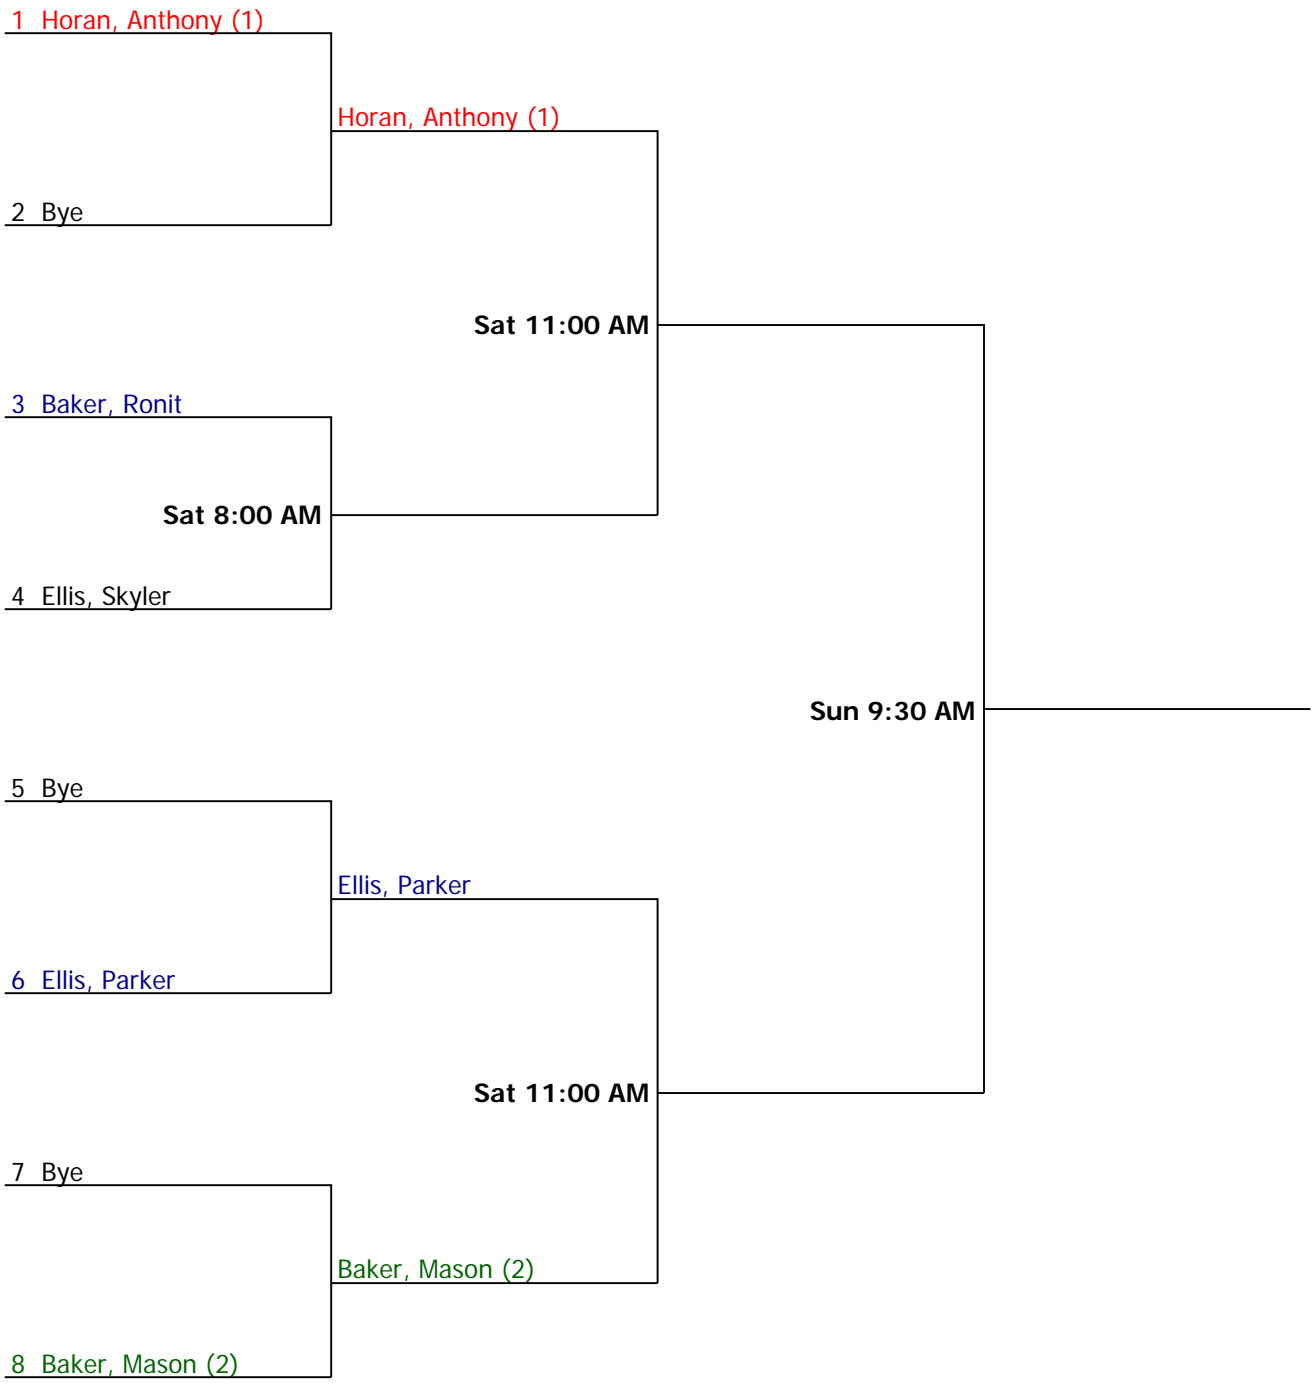 1 Horan, Anthony (1)
Horan, Anthony (1)
2 Bye
Sat 11:00 AM
3 Baker, Ronit
Sat 8:00 AM
4 Ellis, Skyler
Sun 9:30 AM
5 Bye
Ellis, Parker
6 Ellis, Parker
Sat 11:00 AM
7 Bye
Baker, Mason (2)
8 Baker, Mason (2)